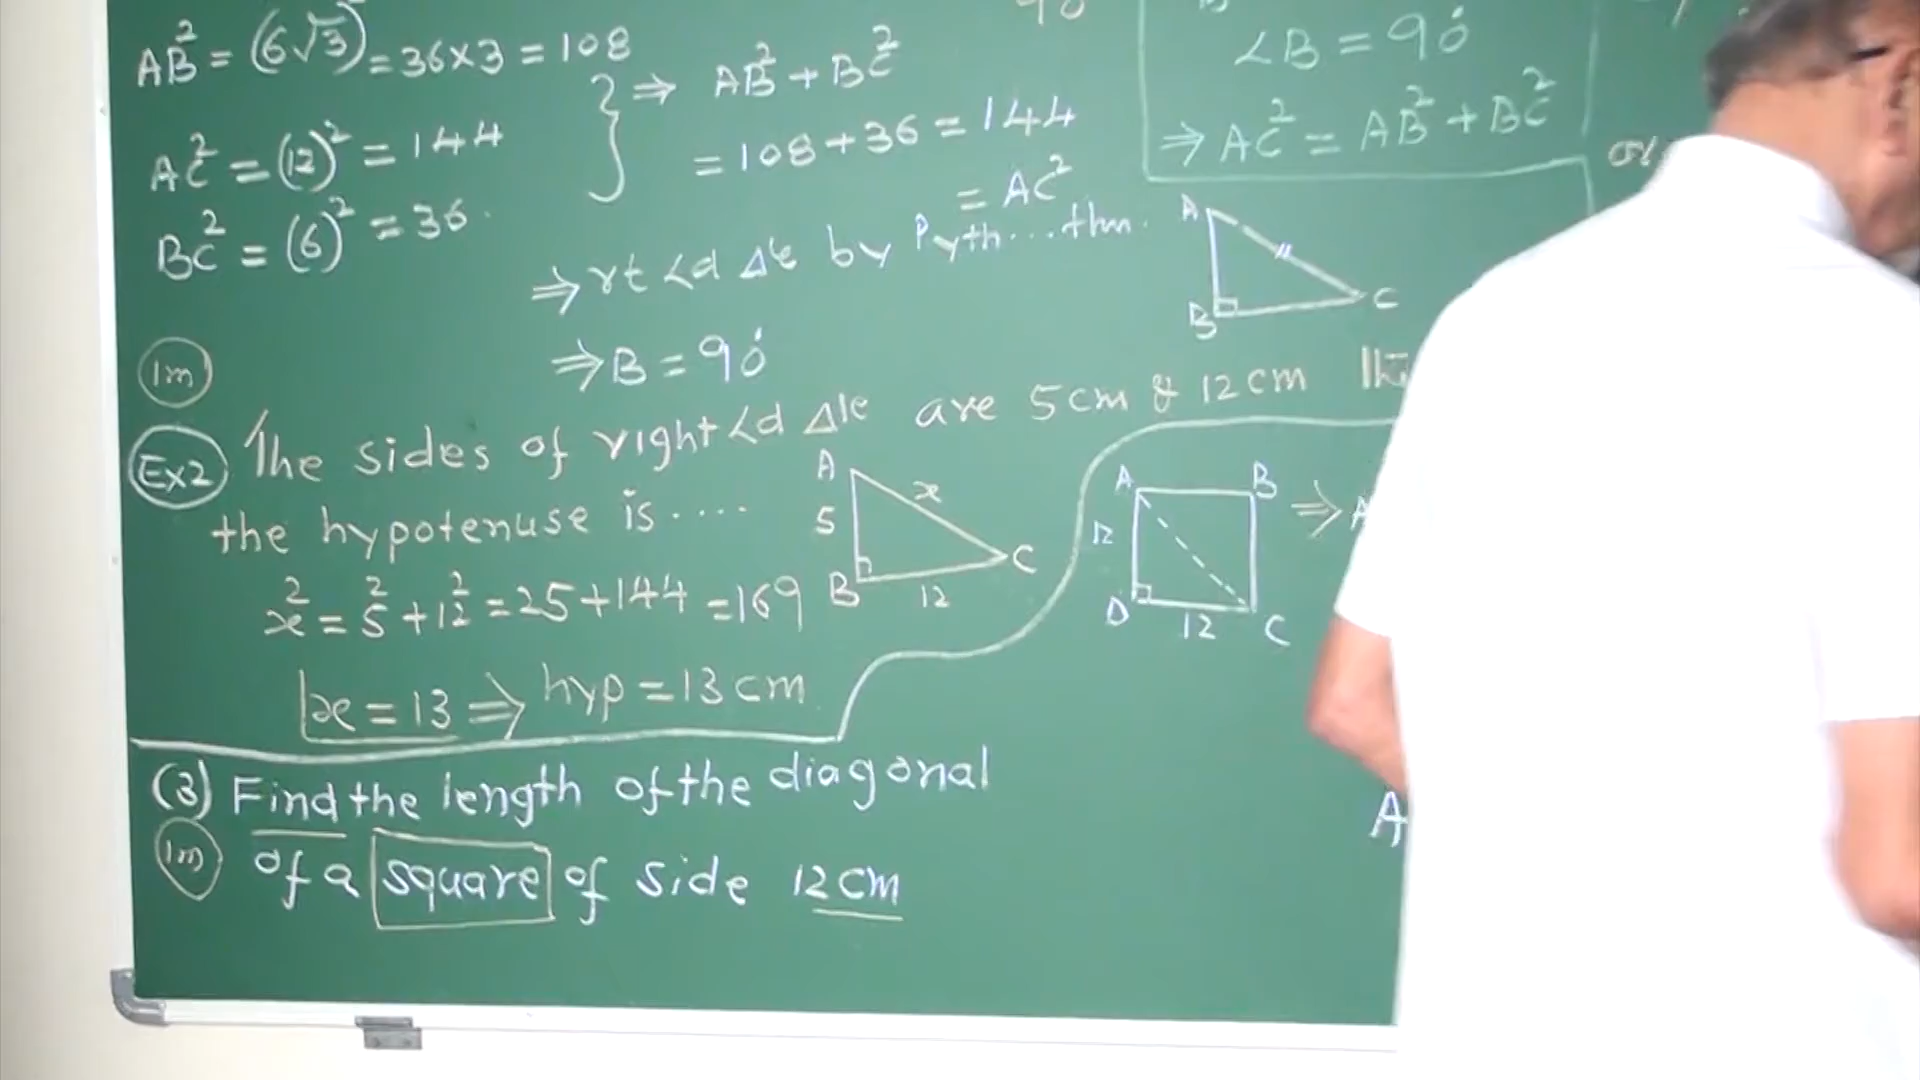 AB² = (6√3)² = 36×3 = 108
AC² = (12)² = 144
BC² = (6)² = 36
} ⇒ AB² + BC²
= 108 + 36 = 144
= AC²
⇒ rt ∠d Δle by Pyth...thm.
⇒ B = 90°
∠B = 90°
⇒ AC² = AB² + BC²
A
B
C
1m
Ex2 The sides of right ∠d Δle are 5cm & 12cm
the hypotenuse is ....
A
5
x
B
12
C
x² = 5² + 12² = 25 + 144 = 169
x = 13 ⇒ hyp = 13 cm
A B ⇒ A
12
D 12 C
A
(3) Find the length of the diagonal
1m of a square of side 12cm